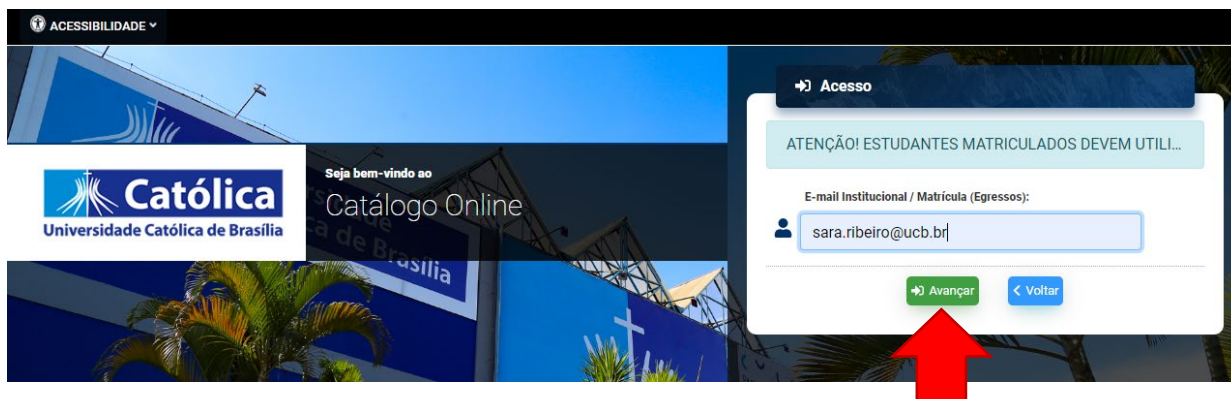 ACESSIBILIDADE
Acesso
ATENÇÃO! ESTUDANTES MATRICULADOS DEVEM UTILI...
Católica
Universidade Católica de Brasília
Seja bem-vindo ao
Catálogo Online
E-mail Institucional / Matrícula (Egressos):
sara.ribeiro@ucb.br
Avançar
Voltar